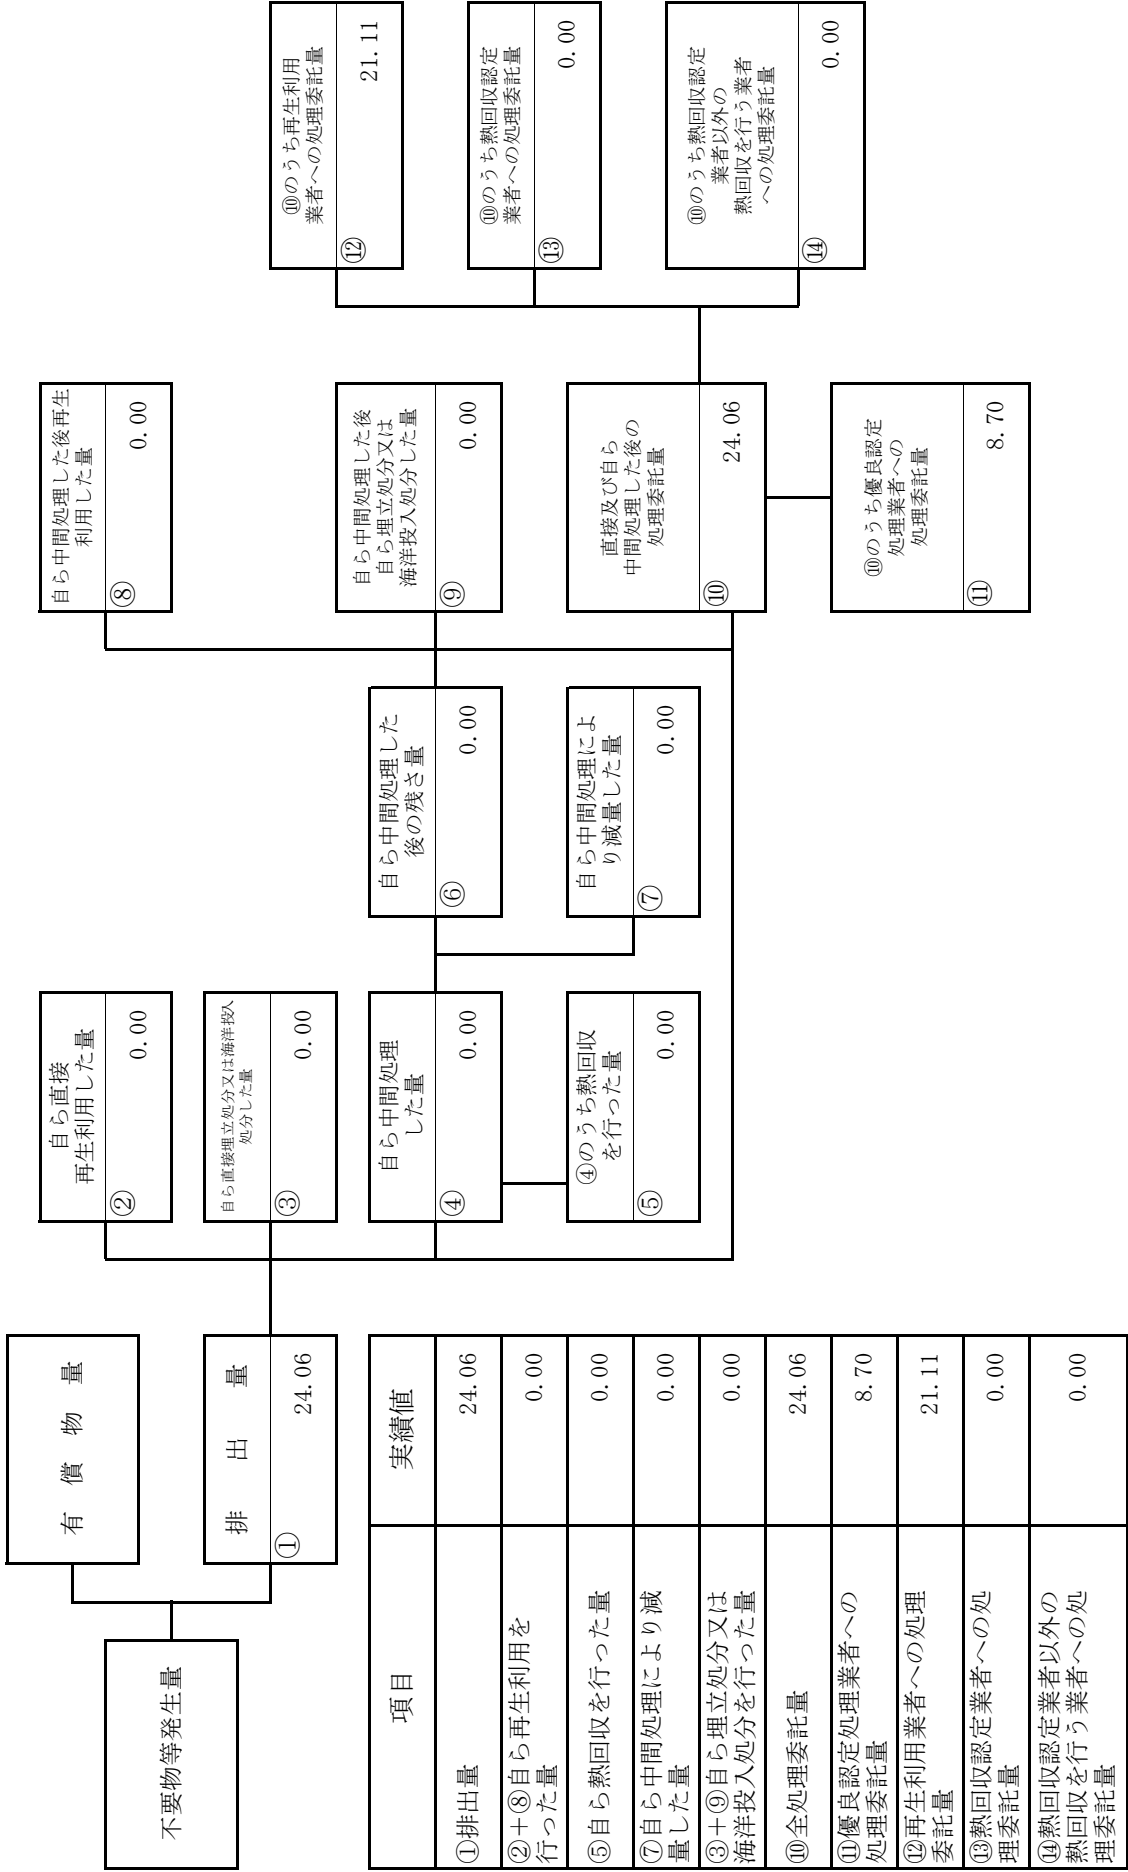 不要物等発生量
有償物量
排出量
①
24.06
自ら直接
再生利用した量
②
0.00
自ら直接埋立処分又は海洋投入
処分した量
③
0.00
自ら中間処理
した量
④
0.00
④のうち熱回収
を行った量
⑤
0.00
自ら中間処理した
後の残さ量
⑥
0.00
自ら中間処理によ
り減量した量
⑦
0.00
自ら中間処理した後再生
利用した量
⑧
0.00
自ら中間処理した後
自ら埋立処分又は
海洋投入処分した量
⑨
0.00
直接及び自ら
中間処理した後の
処理委託量
⑩
24.06
⑩のうち優良認定
処理業者への
処理委託量
⑪
8.70
⑩のうち再生利用
業者への処理委託量
⑫
21.11
⑩のうち熱回収認定
業者への処理委託量
⑬
0.00
⑩のうち熱回収認定
業者以外の
熱回収を行う業者
への処理委託量
⑭
0.00
項目
実績値
①排出量
24.06
②+⑧自ら再生利用を
行った量
0.00
⑤自ら熱回収を行った量
0.00
⑦自ら中間処理により減
量した量
0.00
③+⑨自ら埋立処分又は
海洋投入処分を行った量
0.00
⑩全処理委託量
24.06
⑪優良認定処理業者への
処理委託量
8.70
⑫再生利用業者への処理
委託量
21.11
⑬熱回収認定業者への処
理委託量
0.00
⑭熱回収認定業者以外の
熱回収を行う業者への処
理委託量
0.00